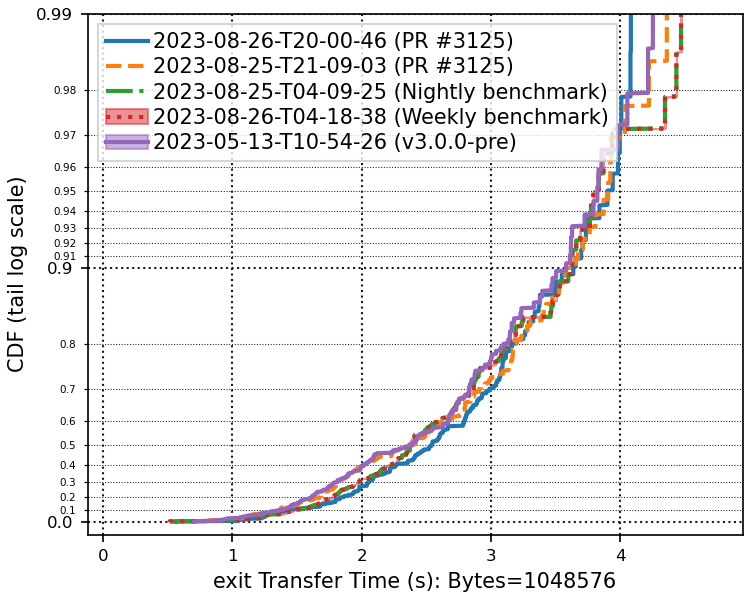 0.99
2023-08-26-T20-00-46 (PR #3125)
2023-08-25-T21-09-03 (PR #3125)
2023-08-25-T04-09-25 (Nightly benchmark)
2023-08-26-T04-18-38 (Weekly benchmark)
2023-05-13-T10-54-26 (v3.0.0-pre)
0.98
0.97
0.96
0.95
0.94
0.93
0.92
0.91
0.9
0.8
0.7
0.6
0.5
0.4
0.3
0.2
0.1
0.0
CDF (tail log scale)
0 1 2 3 4
exit Transfer Time (s): Bytes=1048576